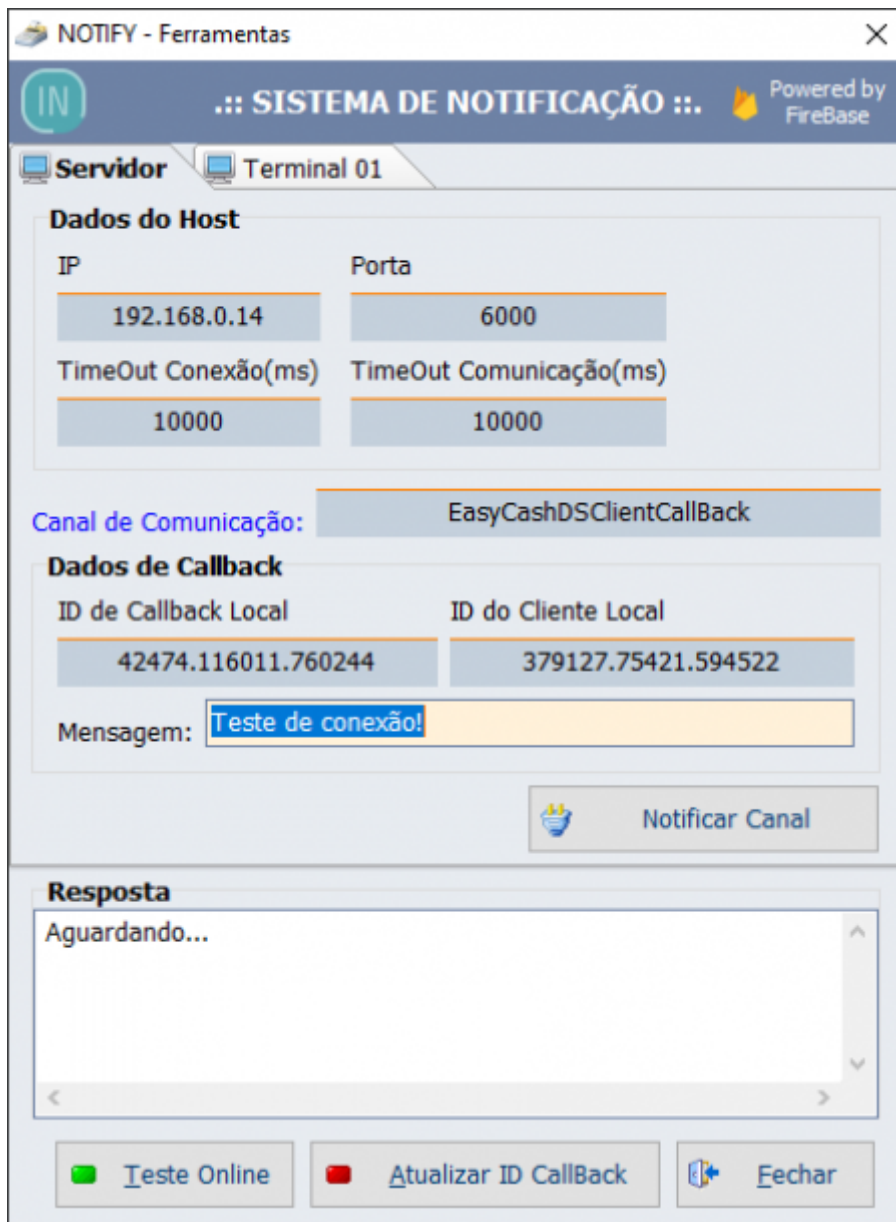 NOTIFY - Ferramentas
IN
.:: SISTEMA DE NOTIFICAÇÃO ::.
Powered by
FireBase
Servidor
Terminal 01
Dados do Host
IP
Porta
192.168.0.14
6000
TimeOut Conexão(ms)
TimeOut Comunicação(ms)
10000
10000
Canal de Comunicação:
EasyCashDSClientCallBack
Dados de Callback
ID de Callback Local
ID do Cliente Local
42474.116011.760244
379127.75421.594522
Mensagem:
Teste de conexão!
Notificar Canal
Resposta
Aguardando...
Teste Online
Atualizar ID CallBack
Fechar